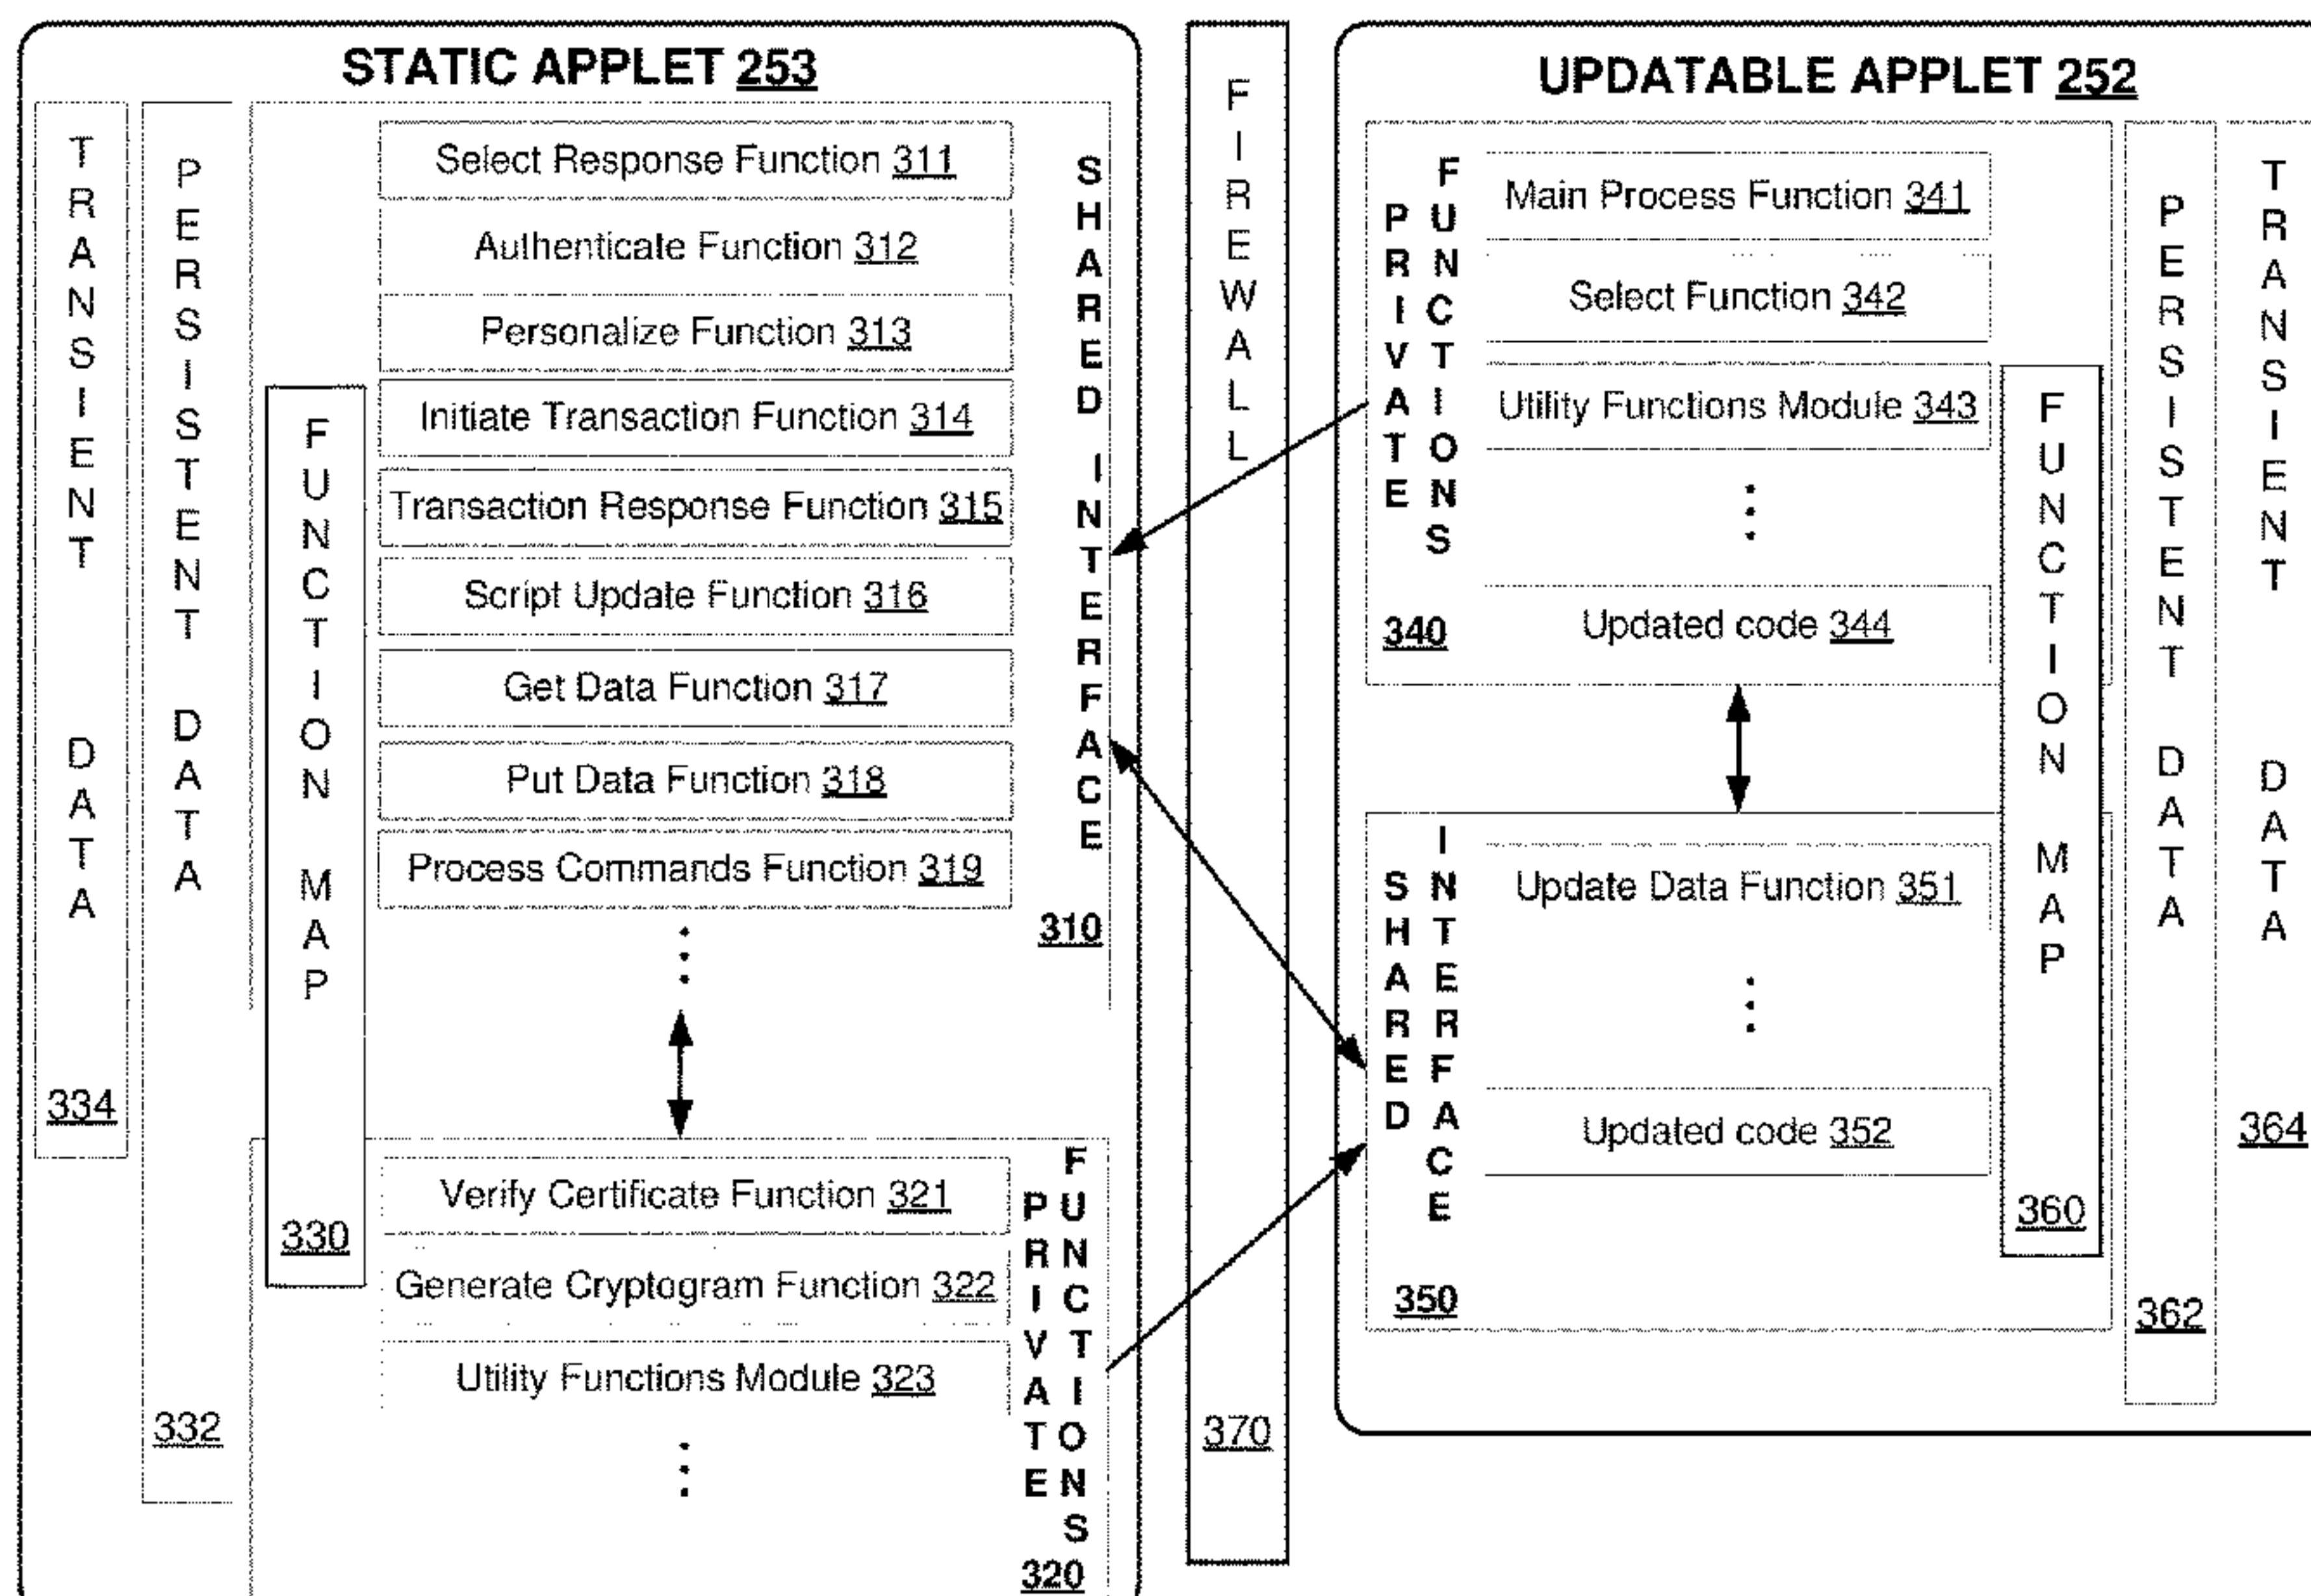 STATIC APPLET 253
TRANSIENT DATA
334
PERSISTENT DATA
332
FUNCTION MAP
330
Select Response Function 311
Authenticate Function 312
Personalize Function 313
Initiate Transaction Function 314
Transaction Response Function 315
Script Update Function 316
Get Data Function 317
Put Data Function 318
Process Commands Function 319
SHARED INTERFACE
310
Verify Certificate Function 321
Generate Cryptogram Function 322
Utility Functions Module 323
PRIVATE FUNCTIONS
320
FIREWALL
370
UPDATABLE APPLET 252
PRIVATE FUNCTIONS
340
Main Process Function 341
Select Function 342
Utility Functions Module 343
Updated code 344
SHARED INTERFACE
350
Update Data Function 351
Updated code 352
FUNCTION MAP
360
PERSISTENT DATA
362
TRANSIENT DATA
364